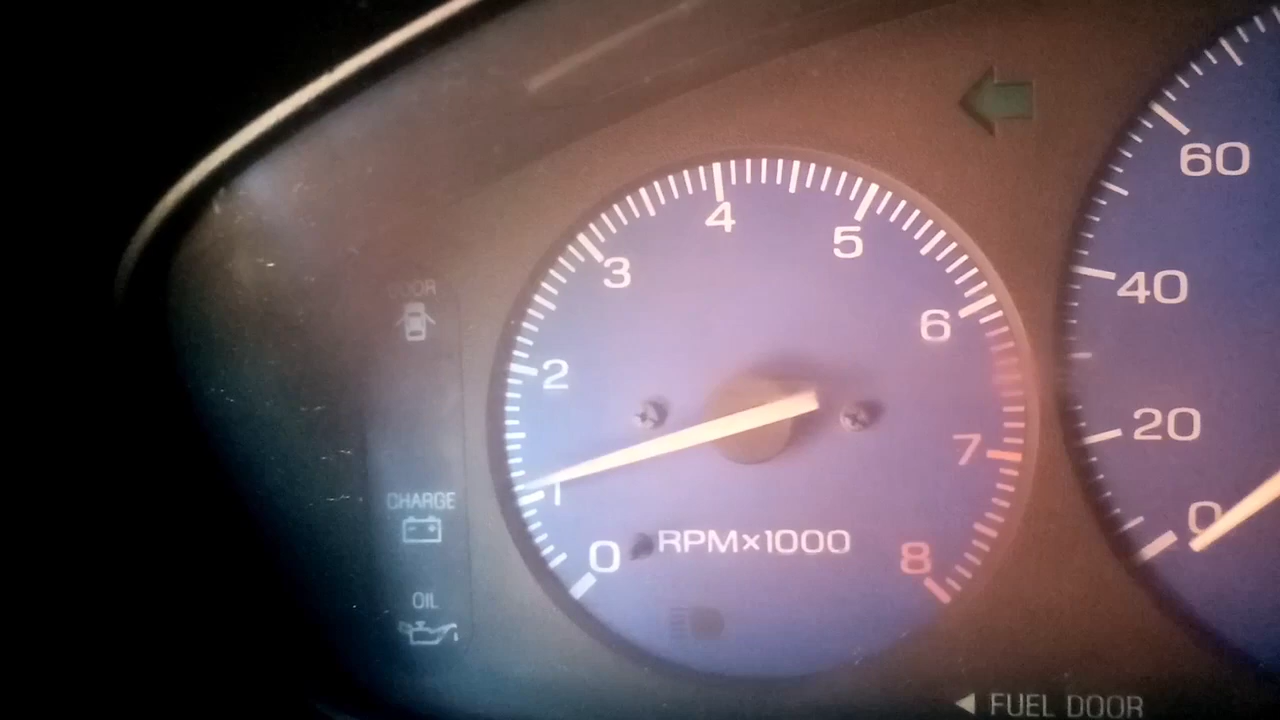 60
4
5
3
DOOR
40
6
2
20
7
1
CHARGE
0
RPM×1000
0
8
OIL
◄ FUEL DOOR